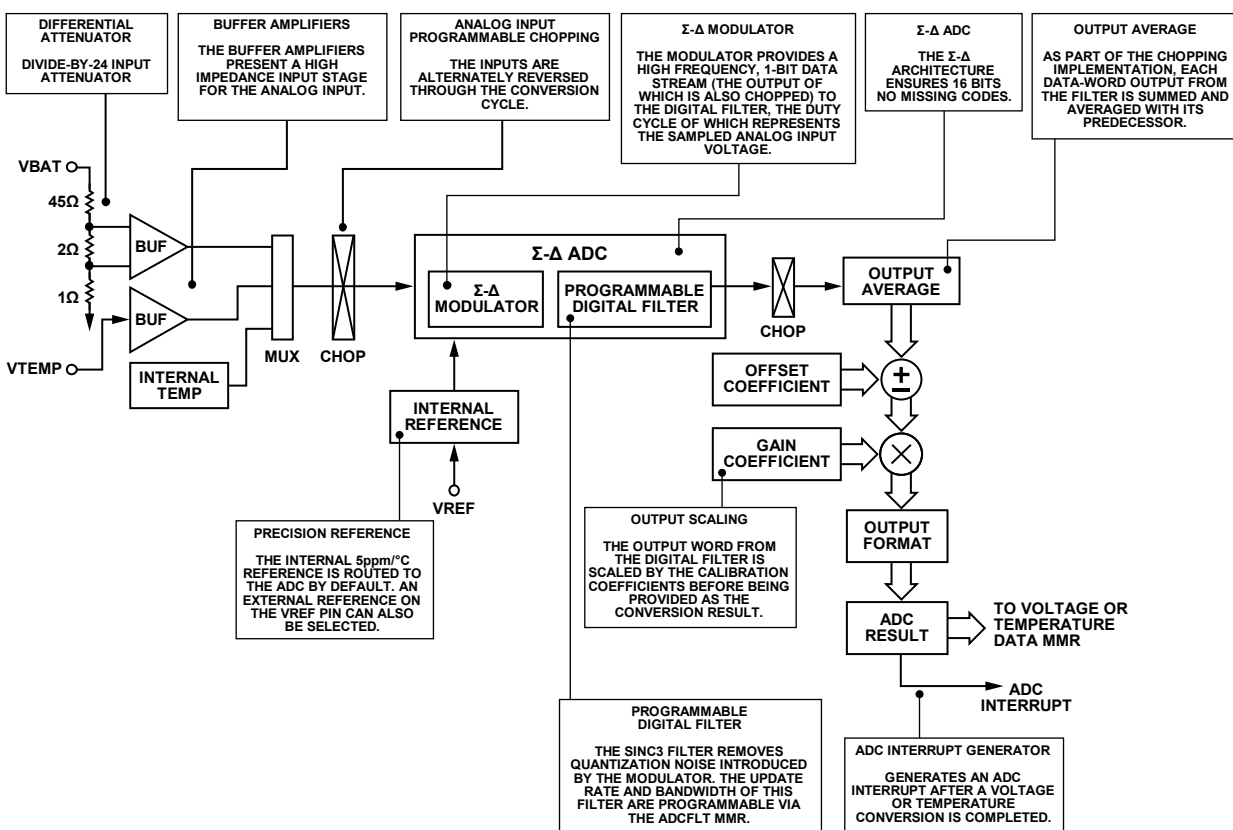 DIFFERENTIAL
ATTENUATOR
DIVIDE-BY-24 INPUT
ATTENUATOR
BUFFER AMPLIFIERS
THE BUFFER AMPLIFIERS
PRESENT A HIGH
IMPEDANCE INPUT STAGE
FOR THE ANALOG INPUT.
ANALOG INPUT
PROGRAMMABLE CHOPPING
THE INPUTS ARE
ALTERNATELY REVERSED
THROUGH THE CONVERSION
CYCLE.
Σ-Δ MODULATOR
THE MODULATOR PROVIDES A
HIGH FREQUENCY, 1-BIT DATA
STREAM (THE OUTPUT OF
WHICH IS ALSO CHOPPED) TO
THE DIGITAL FILTER, THE DUTY
CYCLE OF WHICH REPRESENTS
THE SAMPLED ANALOG INPUT
VOLTAGE.
Σ-Δ ADC
THE Σ-Δ
ARCHITECTURE
ENSURES 16 BITS
NO MISSING CODES.
OUTPUT AVERAGE
AS PART OF THE CHOPPING
IMPLEMENTATION, EACH
DATA-WORD OUTPUT FROM
THE FILTER IS SUMMED AND
AVERAGED WITH ITS
PREDECESSOR.
VBAT
45Ω
2Ω
1Ω
BUF
BUF
VTEMP
INTERNAL
TEMP
MUX
CHOP
Σ-Δ ADC
Σ-Δ
MODULATOR
PROGRAMMABLE
DIGITAL FILTER
CHOP
OUTPUT
AVERAGE
INTERNAL
REFERENCE
VREF
OFFSET
COEFFICIENT
±
GAIN
COEFFICIENT
×
OUTPUT
FORMAT
ADC
RESULT
TO VOLTAGE OR
TEMPERATURE
DATA MMR
ADC
INTERRUPT
PRECISION REFERENCE
THE INTERNAL 5ppm/°C
REFERENCE IS ROUTED TO
THE ADC BY DEFAULT. AN
EXTERNAL REFERENCE ON
THE VREF PIN CAN ALSO
BE SELECTED.
OUTPUT SCALING
THE OUTPUT WORD FROM
THE DIGITAL FILTER IS
SCALED BY THE CALIBRATION
COEFFICIENTS BEFORE BEING
PROVIDED AS THE
CONVERSION RESULT.
PROGRAMMABLE
DIGITAL FILTER
THE SINC3 FILTER REMOVES
QUANTIZATION NOISE INTRODUCED
BY THE MODULATOR. THE UPDATE
RATE AND BANDWIDTH OF THIS
FILTER ARE PROGRAMMABLE VIA
THE ADCFLT MMR.
ADC INTERRUPT GENERATOR
GENERATES AN ADC
INTERRUPT AFTER A VOLTAGE
OR TEMPERATURE
CONVERSION IS COMPLETED.